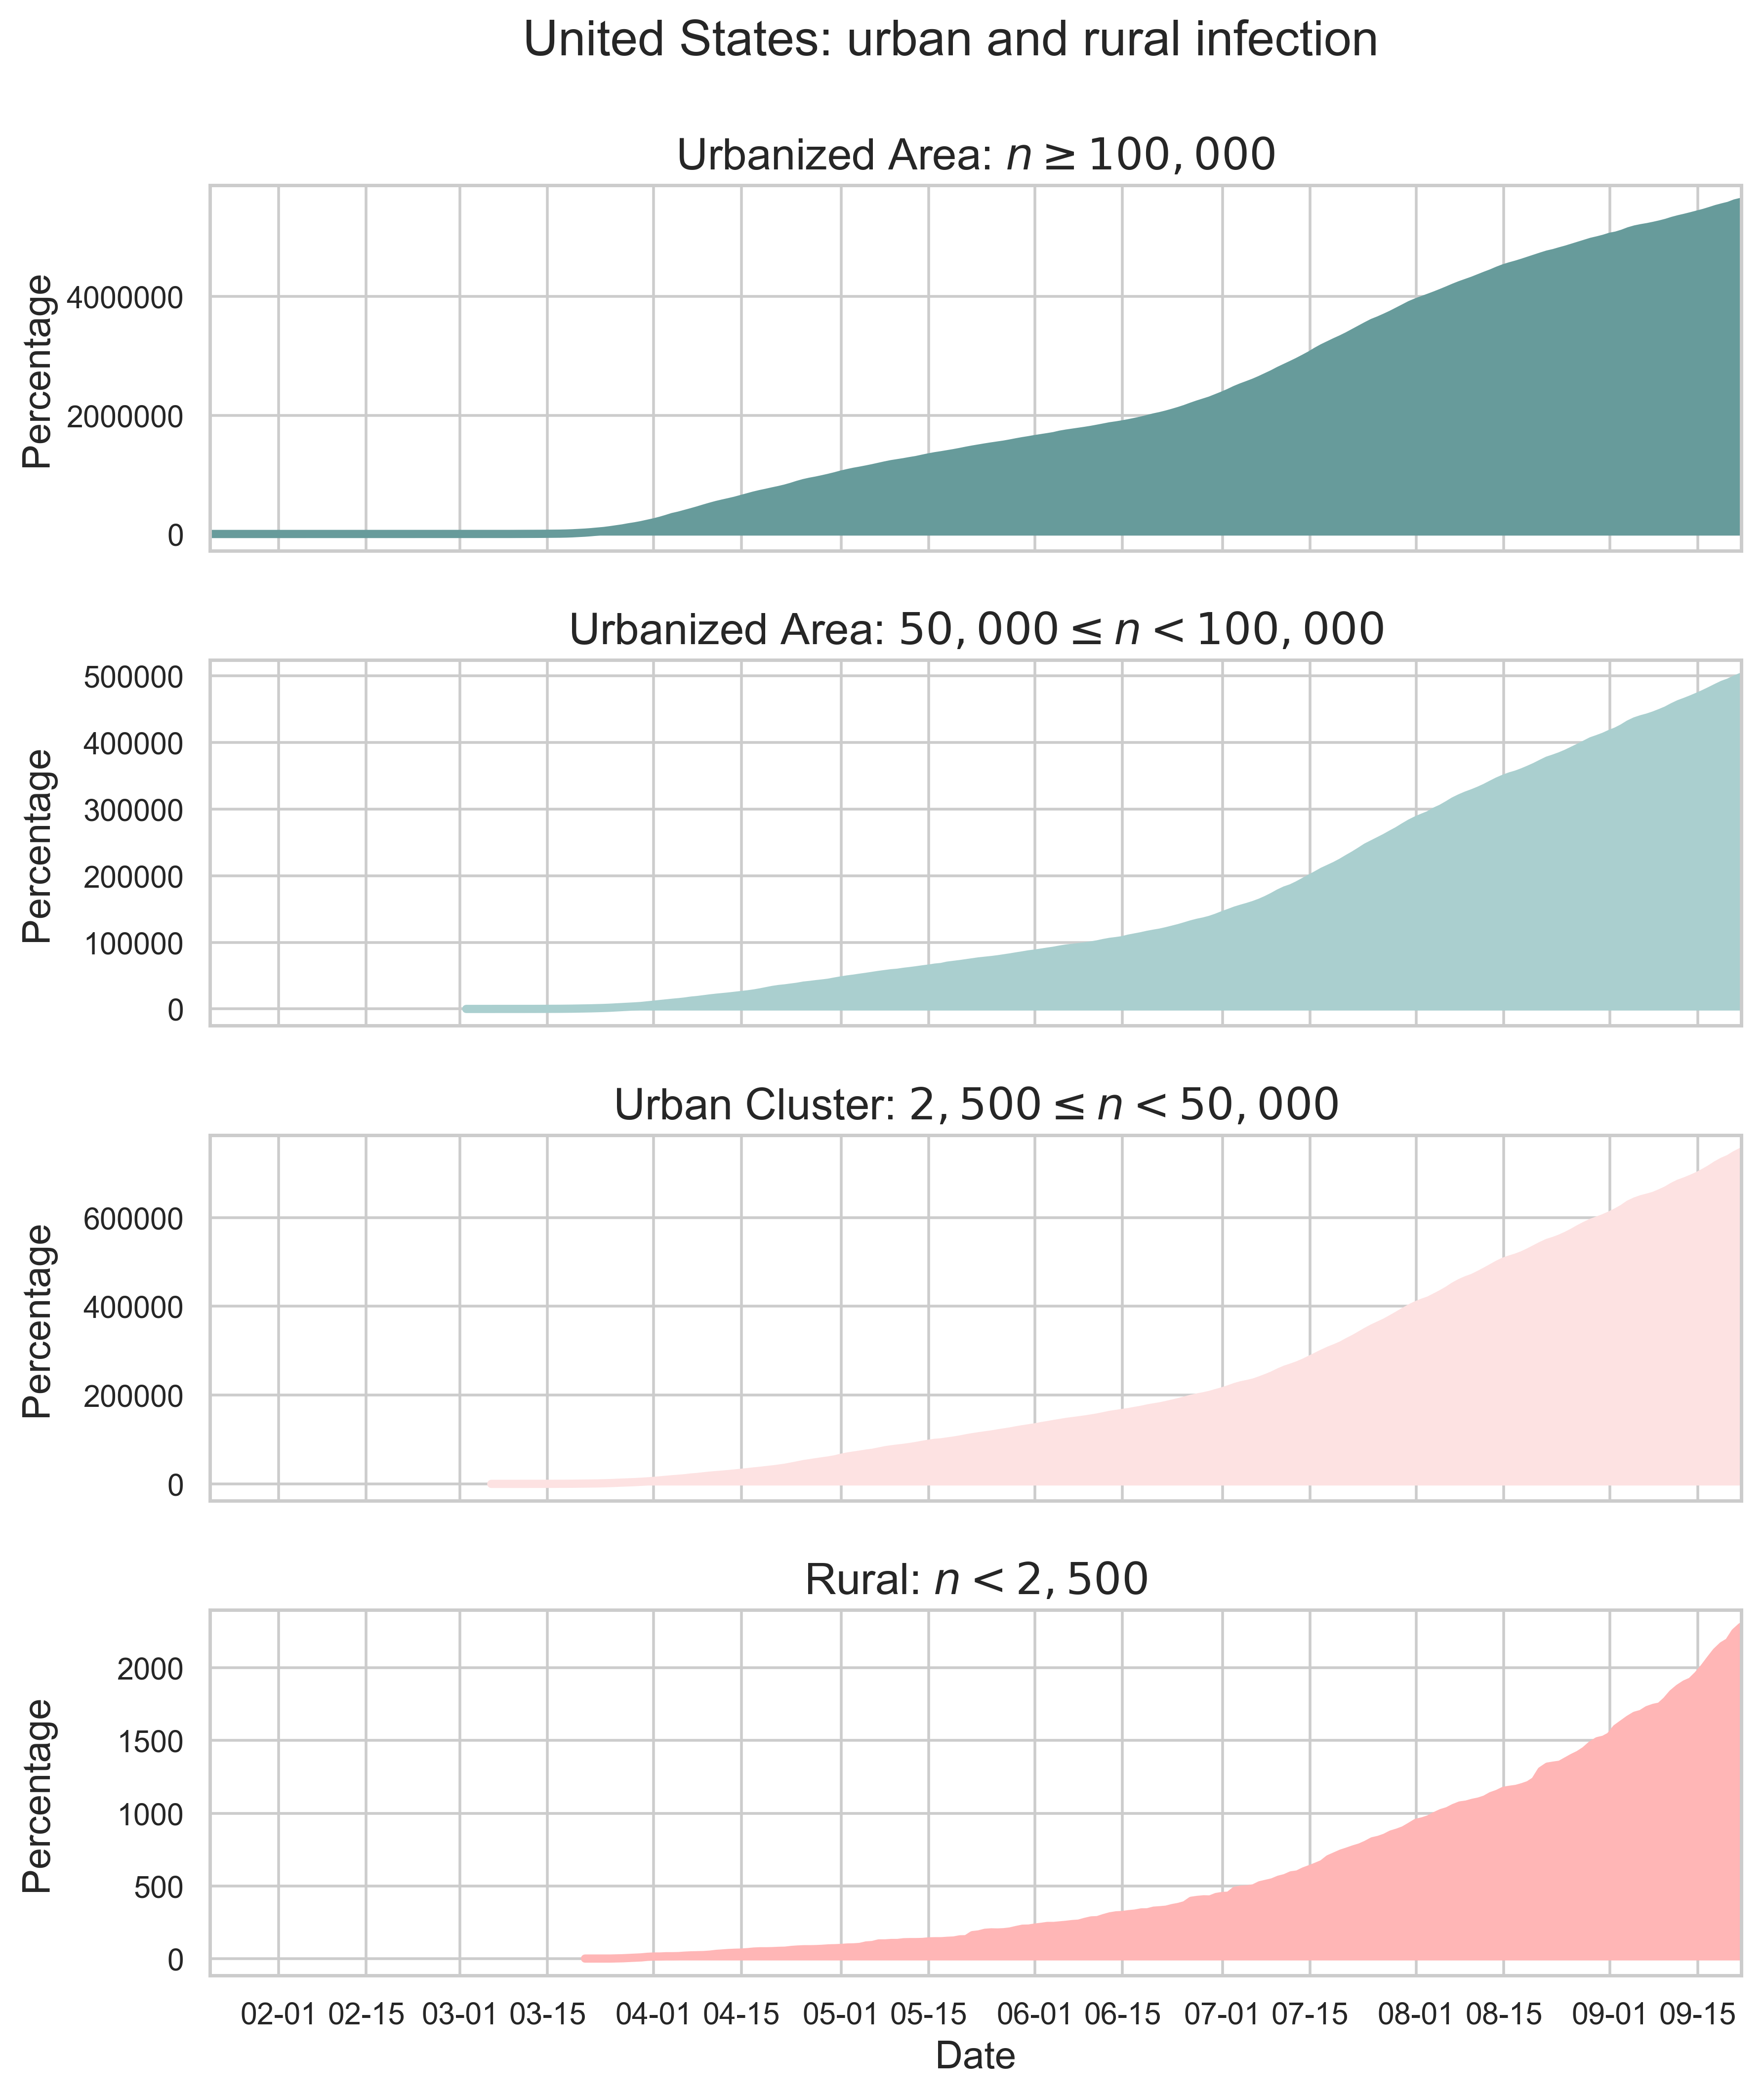 United States: urban and rural infection
Urbanized Area: n ≥ 100,000
Percentage
4000000
2000000
0
Urbanized Area: 50,000 ≤ n < 100,000
Percentage
500000
400000
300000
200000
100000
0
Urban Cluster: 2,500 ≤ n < 50,000
Percentage
600000
400000
200000
0
Rural: n < 2,500
Percentage
2000
1500
1000
500
0
02-01 02-15 03-01 03-15 04-01 04-15 05-01 05-15 06-01 06-15 07-01 07-15 08-01 08-15 09-01 09-15
Date